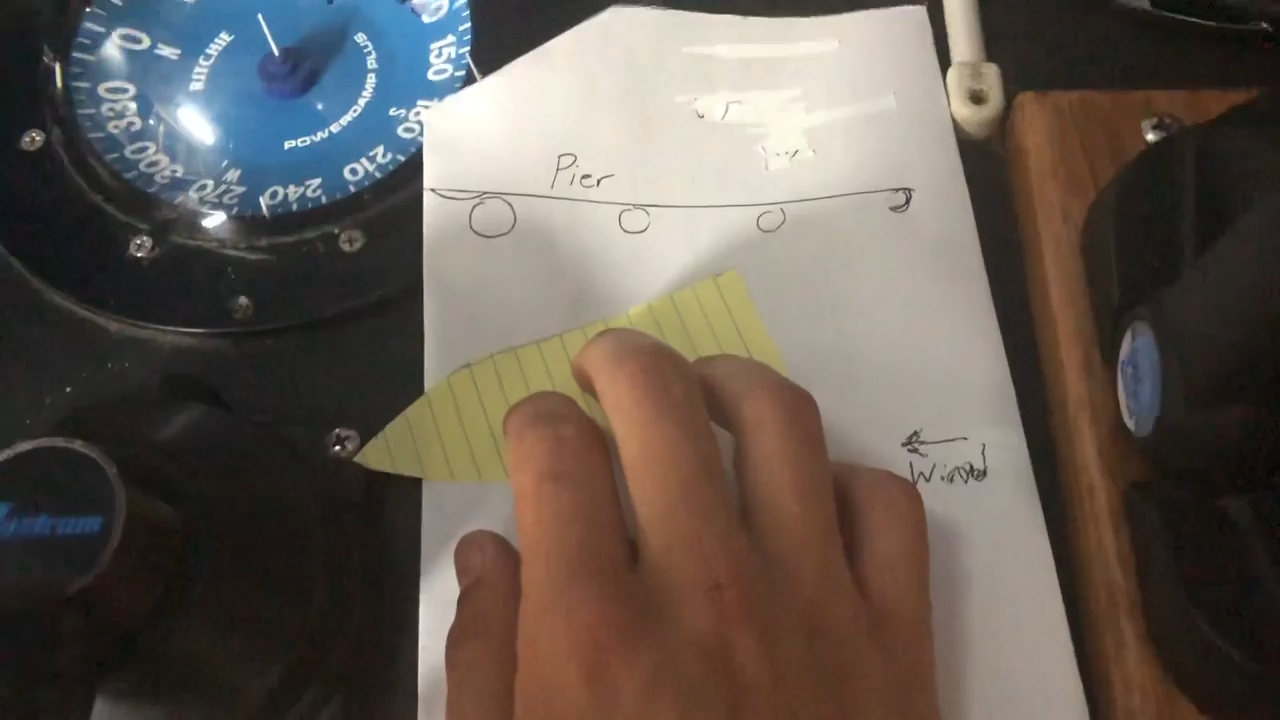 RITCHIE
POWERDAMP PLUS
0
N
330
300
W
270
240
210
S
180
150
Pier
Wind